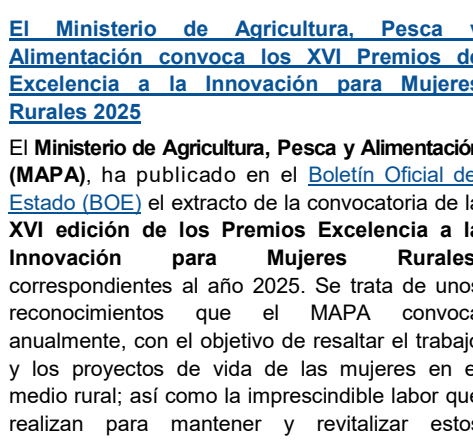 El Ministerio de Agricultura, Pesca y
Alimentación convoca los XVI Premios de
Excelencia a la Innovación para Mujeres
Rurales 2025
El Ministerio de Agricultura, Pesca y Alimentación
(MAPA), ha publicado en el Boletín Oficial de
Estado (BOE) el extracto de la convocatoria de la
XVI edición de los Premios Excelencia a la
Innovación para Mujeres Rurales
correspondientes al año 2025. Se trata de unos
reconocimientos que el MAPA convoca
anualmente, con el objetivo de resaltar el trabajo
y los proyectos de vida de las mujeres en el
medio rural; así como la imprescindible labor que
realizan para mantener y revitalizar estos